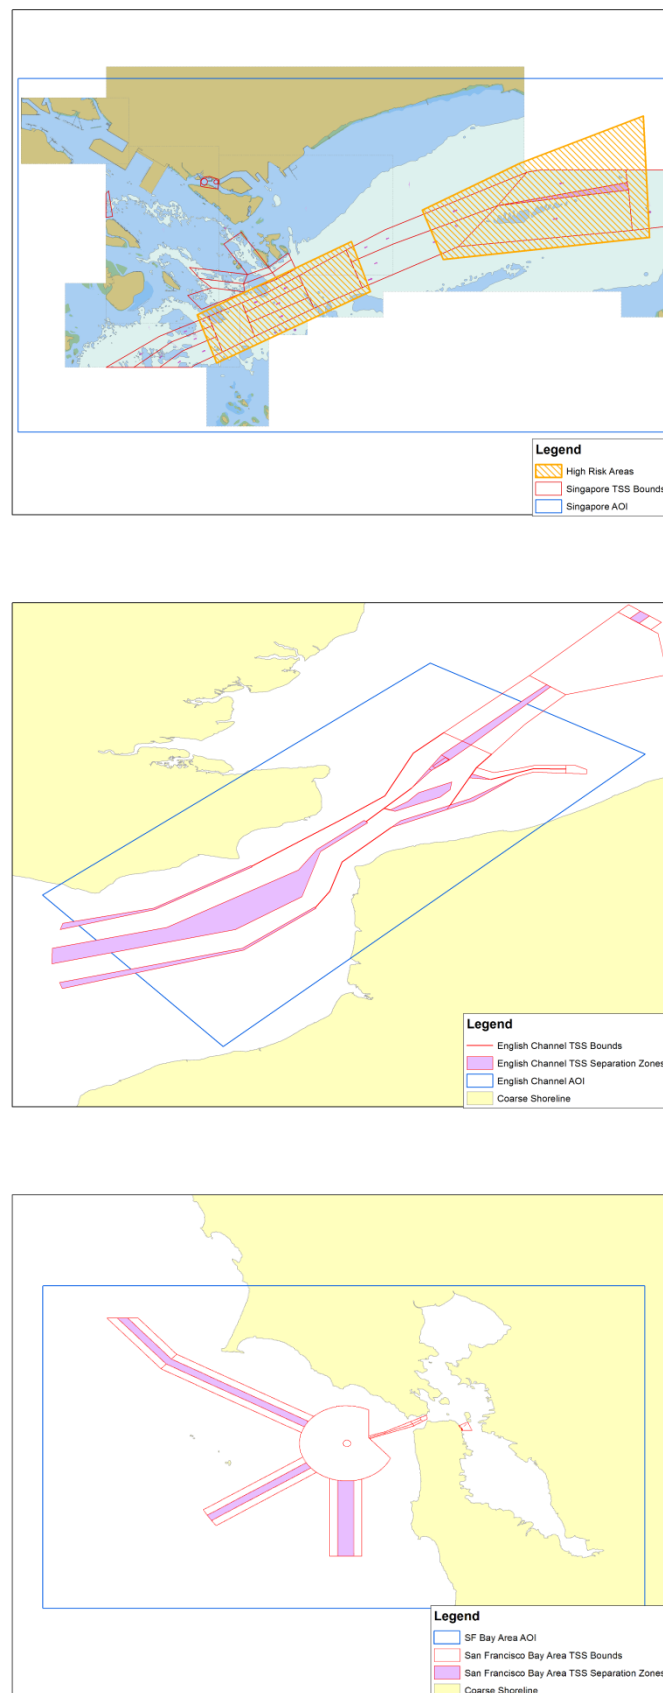 Legend
High Risk Areas
Singapore TSS Bounds
Singapore AOI
Legend
English Channel TSS Bounds
English Channel TSS Separation Zones
English Channel AOI
Coarse Shoreline
Legend
SF Bay Area AOI
San Francisco Bay Area TSS Bounds
San Francisco Bay Area TSS Separation Zones
Coarse Shoreline